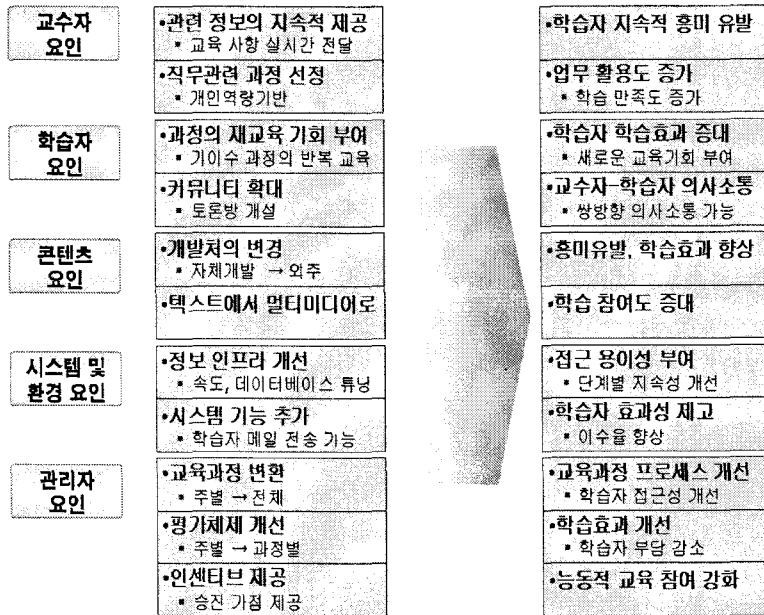 교수자
요인
•관련 정보의 지속적 제공
▪ 교육 사항 실시간 전달
•직무관련 과정 선정
▪ 개인역량기반
•학습자 지속적 흥미 유발
•업무 활용도 증가
▪ 학습 만족도 증가
학습자
요인
•과정의 재교육 기회 부여
▪ 기이수 과정의 반복 교육
•커뮤니티 확대
▪ 토론방 개설
•학습자 학습효과 증대
▪ 새로운 교육기회 부여
•교수자-학습자 의사소통
▪ 쌍방향 의사소통 가능
콘텐츠
요인
•개발처의 변경
▪ 자체개발 → 외주
•텍스트에서 멀티미디어로
•흥미유발, 학습효과 향상
•학습 참여도 증대
시스템 및
환경 요인
•정보 인프라 개선
▪ 속도, 데이터베이스 튜닝
•시스템 기능 추가
▪ 학습자 메일 전송 가능
•접근 용이성 부여
▪ 단계별 지속성 개선
•학습자 효과성 제고
▪ 이수율 향상
관리자
요인
•교육과정 변환
▪ 주별 → 전체
•평가체제 개선
▪ 주별 → 과정별
•인센티브 제공
▪ 승진 가점 제공
•교육과정 프로세스 개선
▪ 학습자 접근성 개선
•학습효과 개선
▪ 학습자 부담 감소
•능동적 교육 참여 강화